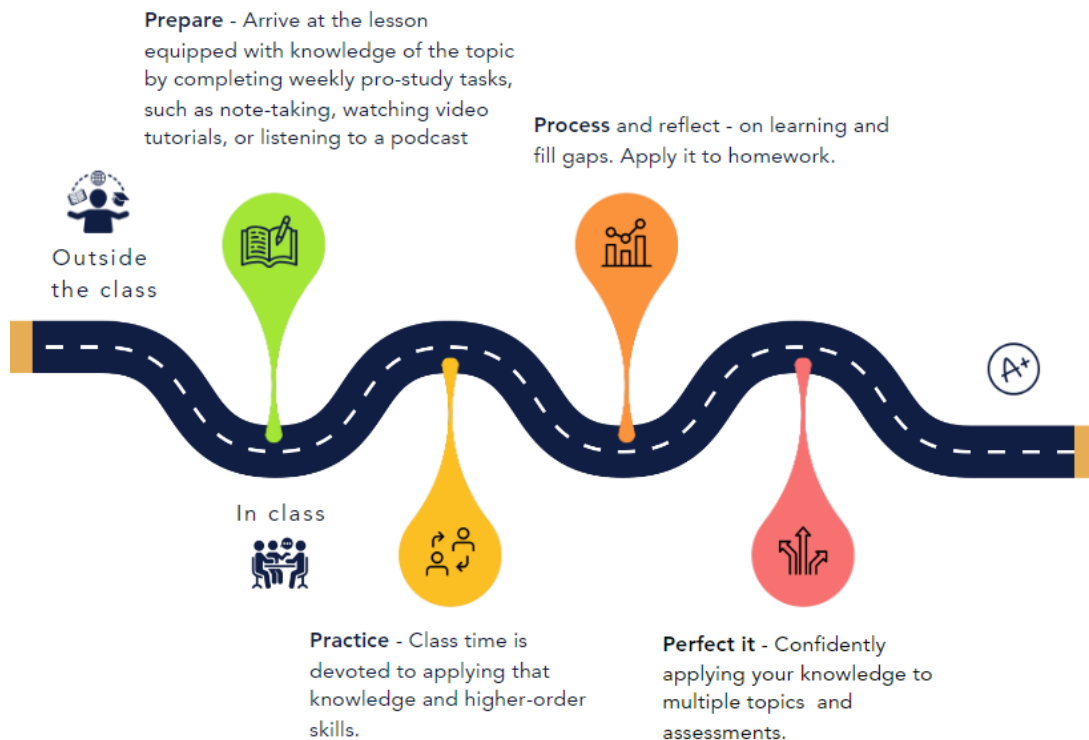 Prepare - Arrive at the lesson
equipped with knowledge of the topic
by completing weekly pro-study tasks,
such as note-taking, watching video
tutorials, or listening to a podcast
Process and reflect - on learning and
fill gaps. Apply it to homework.
Outside
the class
A+
In class
Practice - Class time is
devoted to applying that
knowledge and higher-order
skills.
Perfect it - Confidently
applying your knowledge to
multiple topics and
assessments.